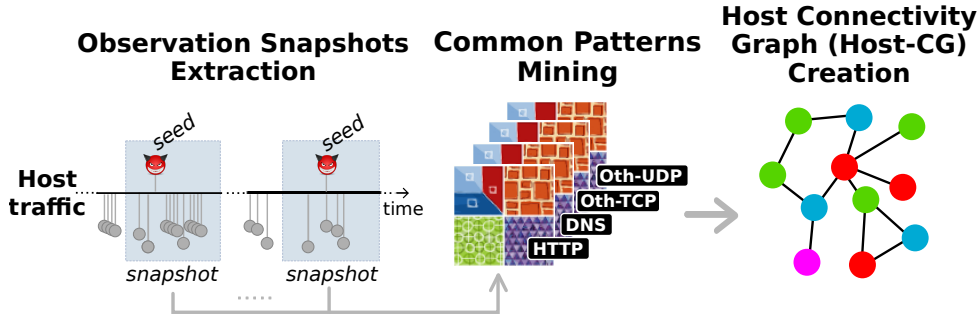 Observation Snapshots
Extraction
Common Patterns
Mining
Host Connectivity
Graph (Host-CG)
Creation
seed
seed
Host
traffic
time
snapshot
snapshot
Oth-UDP
Oth-TCP
DNS
HTTP